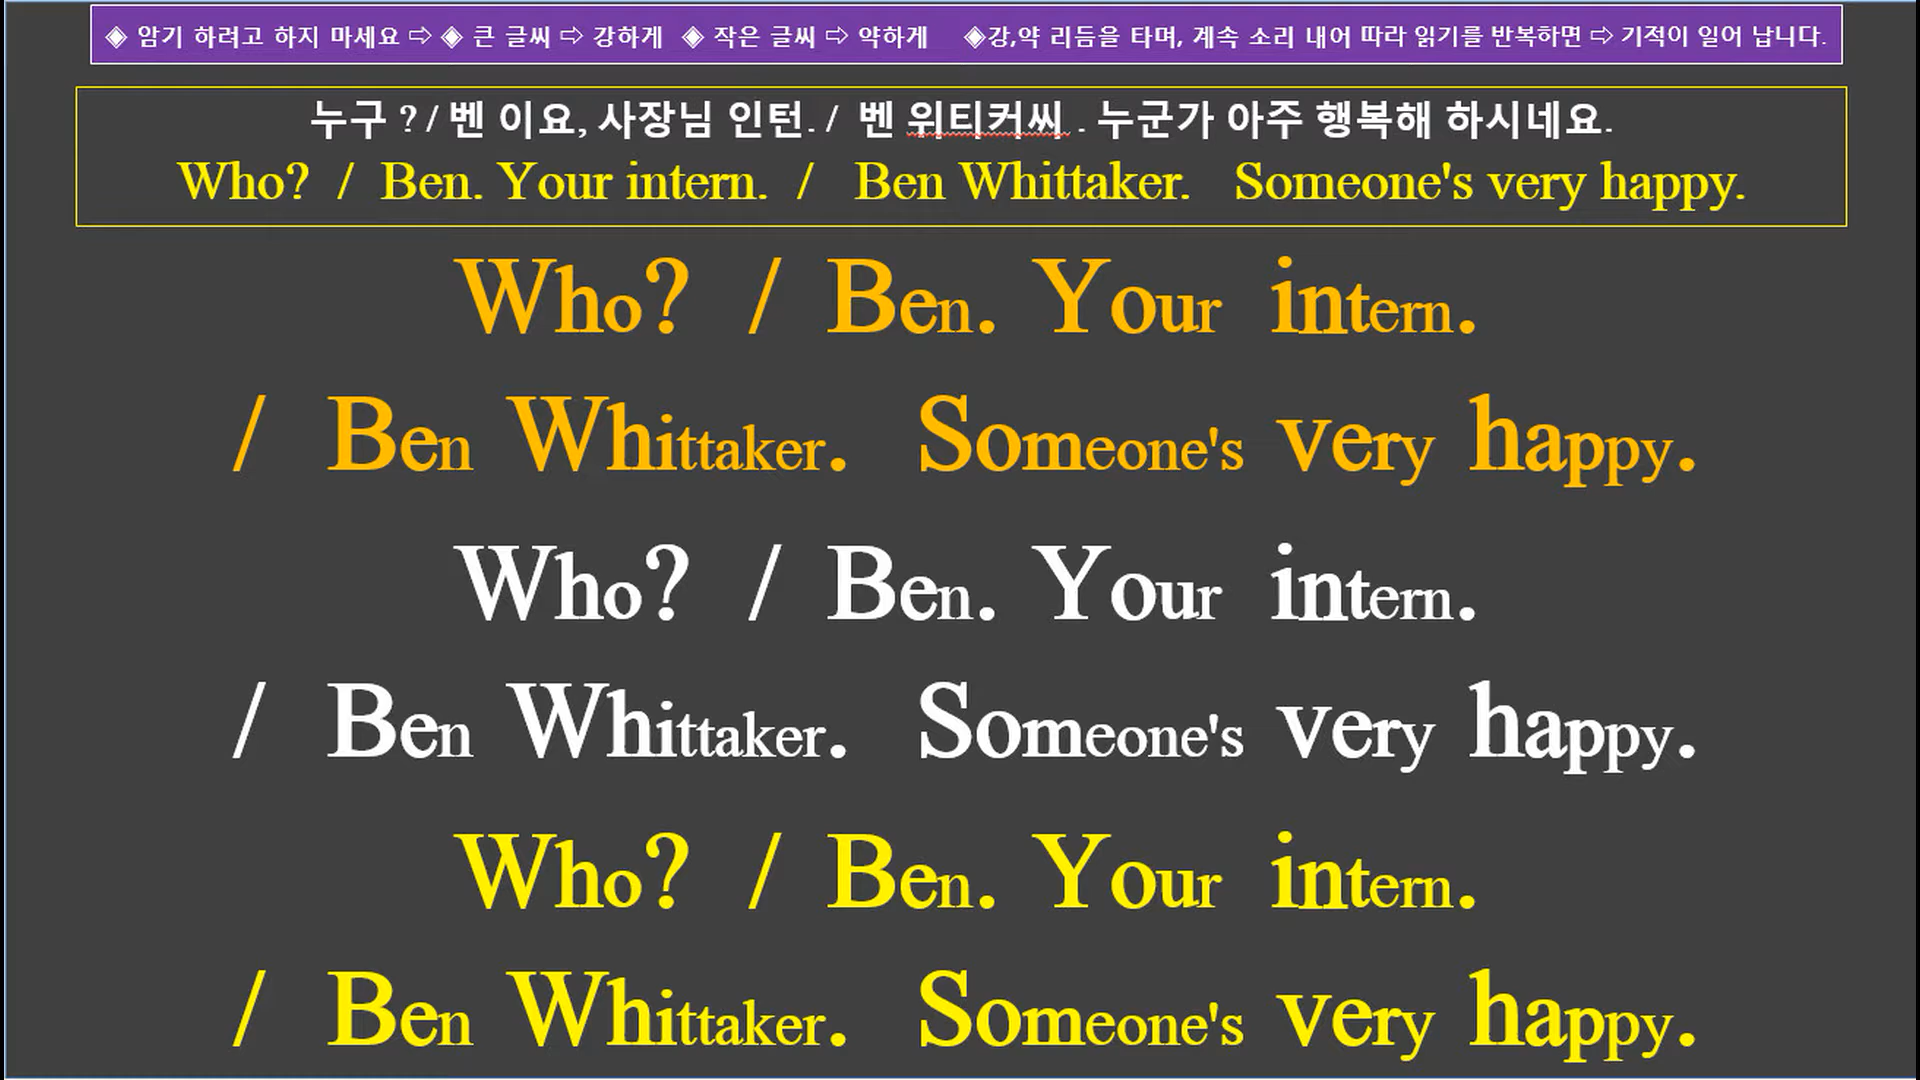 ◈ 암기 하려고 하지 마세요 ⇨ ◈ 큰 글씨 ⇨ 강하게 ◈ 작은 글씨 ⇨ 약하게 ◈강,약 리듬을 타며, 계속 소리 내어 따라 읽기를 반복하면 ⇨ 기적이 일어 납니다.
누구 ? / 벤 이요, 사장님 인턴. / 벤 위티커씨 . 누군가 아주 행복해 하시네요.
Who? / Ben. Your intern. / Ben Whittaker. Someone's very happy.
Who? / Ben. Your intern.
/ Ben Whittaker. Someone's very happy.
Who? / Ben. Your intern.
/ Ben Whittaker. Someone's very happy.
Who? / Ben. Your intern.
/ Ben Whittaker. Someone's very happy.